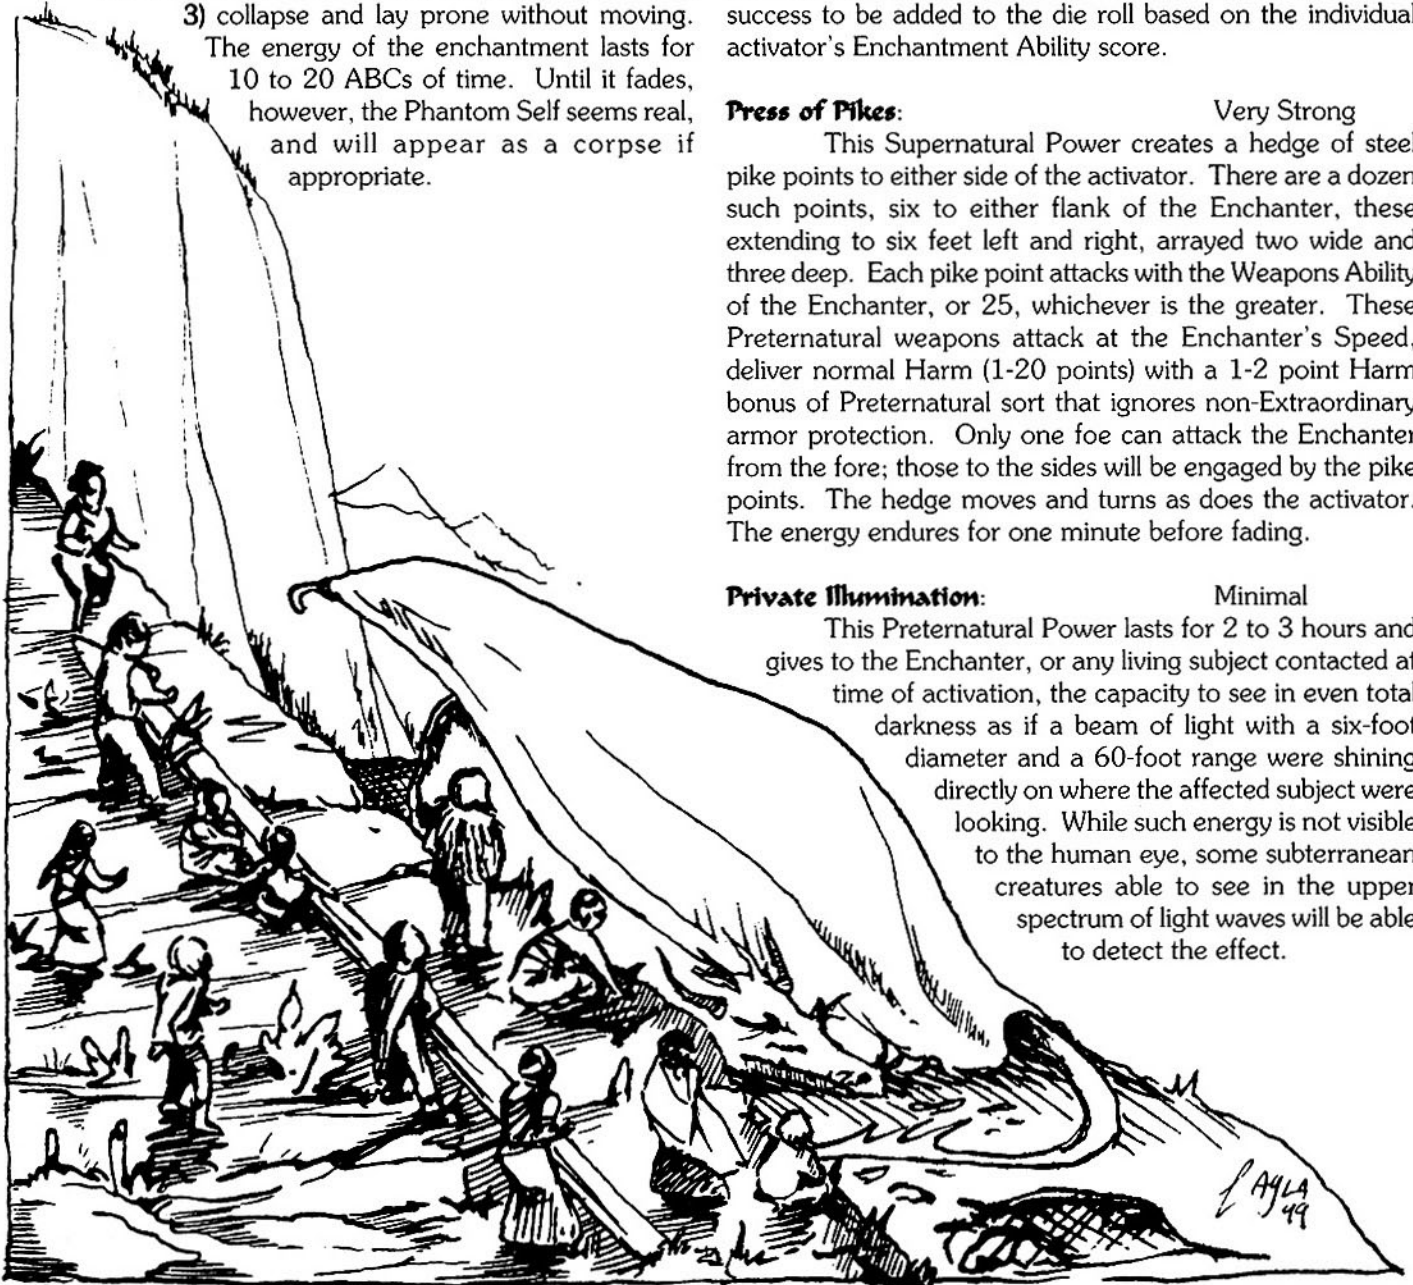 3) collapse and lay prone without moving.
The energy of the enchantment lasts for
10 to 20 ABCs of time. Until it fades,
however, the Phantom Self seems real,
and will appear as a corpse if
appropriate.
success to be added to the die roll based on the individual
activator's Enchantment Ability score.
Press of Pikes: Very Strong
This Supernatural Power creates a hedge of steel
pike points to either side of the activator. There are a dozen
such points, six to either flank of the Enchanter, these
extending to six feet left and right, arrayed two wide and
three deep. Each pike point attacks with the Weapons Ability
of the Enchanter, or 25, whichever is the greater. These
Preternatural weapons attack at the Enchanter's Speed,
deliver normal Harm (1-20 points) with a 1-2 point Harm
bonus of Preternatural sort that ignores non-Extraordinary
armor protection. Only one foe can attack the Enchanter
from the fore; those to the sides will be engaged by the pike
points. The hedge moves and turns as does the activator.
The energy endures for one minute before fading.
Private Illumination: Minimal
This Preternatural Power lasts for 2 to 3 hours and
gives to the Enchanter, or any living subject contacted at
time of activation, the capacity to see in even total
darkness as if a beam of light with a six-foot
diameter and a 60-foot range were shining
directly on where the affected subject were
looking. While such energy is not visible
to the human eye, some subterranean
creatures able to see in the upper
spectrum of light waves will be able
to detect the effect.
AYLA